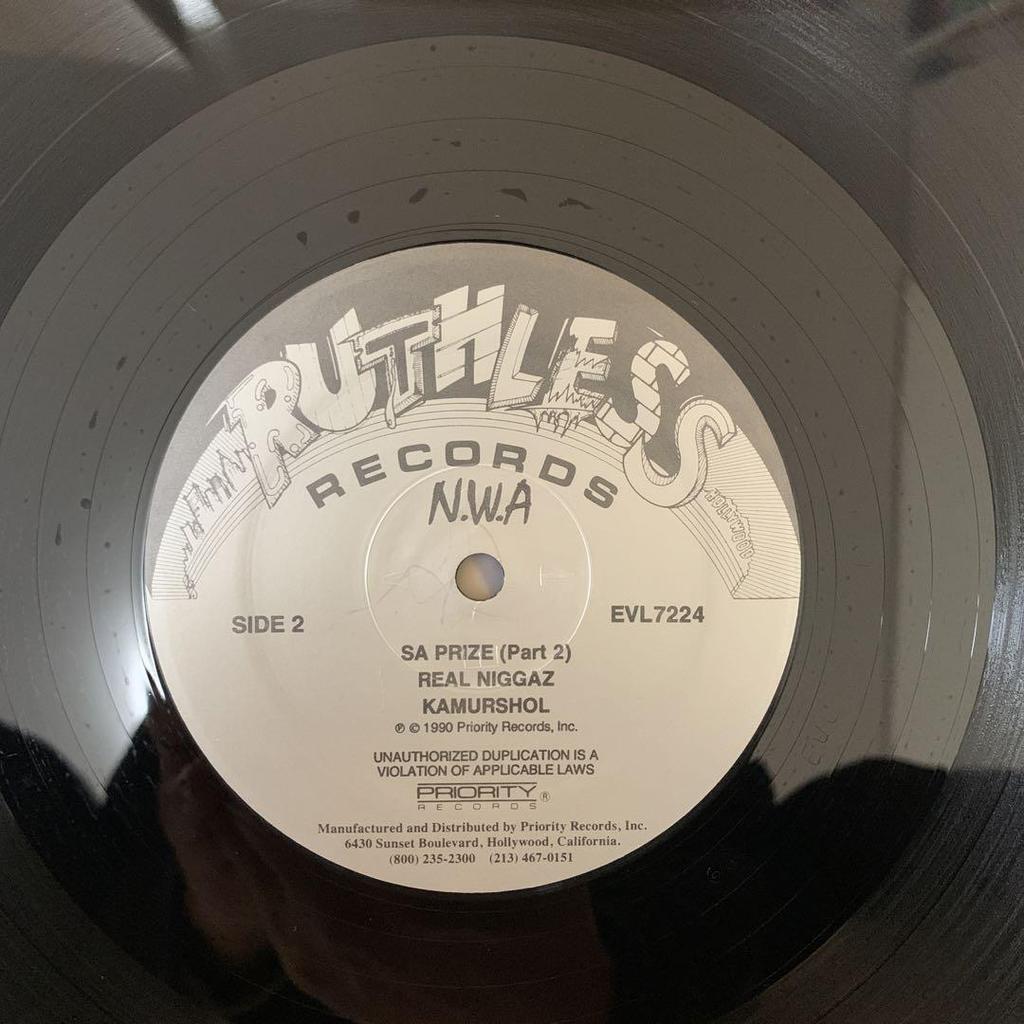 RUTHLESS
RECORDS
N.W.A
HOLLYWOOD
SIDE 2
EVL7224
SA PRIZE (Part 2)
REAL NIGGAZ
KAMURSHOL
℗ © 1990 Priority Records, Inc.
UNAUTHORIZED DUPLICATION IS A
VIOLATION OF APPLICABLE LAWS
PRIORITY ®
RECORDS
Manufactured and Distributed by Priority Records, Inc.
6430 Sunset Boulevard, Hollywood, California.
(800) 235-2300 (213) 467-0151